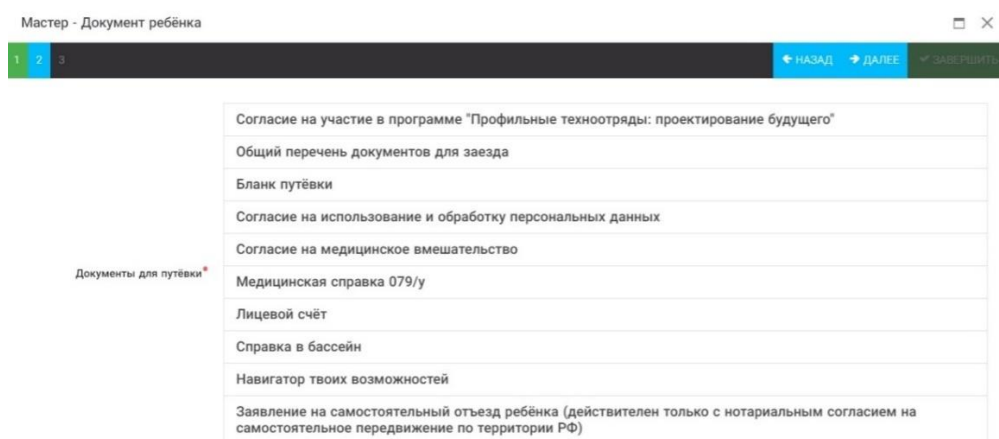 Мастер - Документ ребёнка
1 2 3 НАЗАД ДАЛЕЕ ЗАВЕРШИТЬ
Согласие на участие в программе "Профильные техноотряды: проектирование будущего"
Общий перечень документов для заезда
Бланк путёвки
Согласие на использование и обработку персональных данных
Согласие на медицинское вмешательство
Документы для путёвки*
Медицинская справка 079/у
Лицевой счёт
Справка в бассейн
Навигатор твоих возможностей
Заявление на самостоятельный отъезд ребёнка (действителен только с нотариальным согласием на
самостоятельное передвижение по территории РФ)